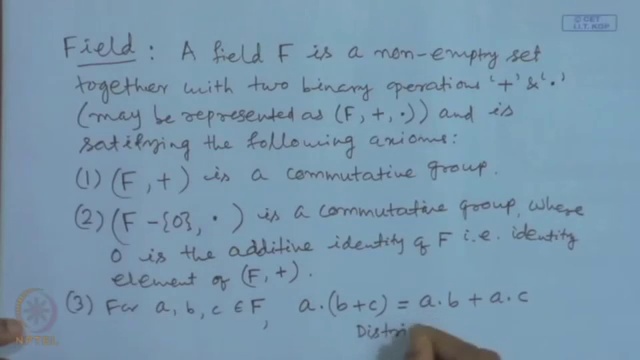 © CET
I.I.T. KGP
Field : A field F is a non-empty set
together with two binary operations '+' & '·'
(may be represented as (F, +, ·)) and is
satisfying the following axioms:
(1) (F, +) is a commutative group.
(2) (F - {0}, ·) is a commutative group, where
0 is the additive identity of F i.e. identity
element of (F, +).
(3) For a, b, c ∈ F, a·(b+c) = a·b + a·c
Distri
NPTEL